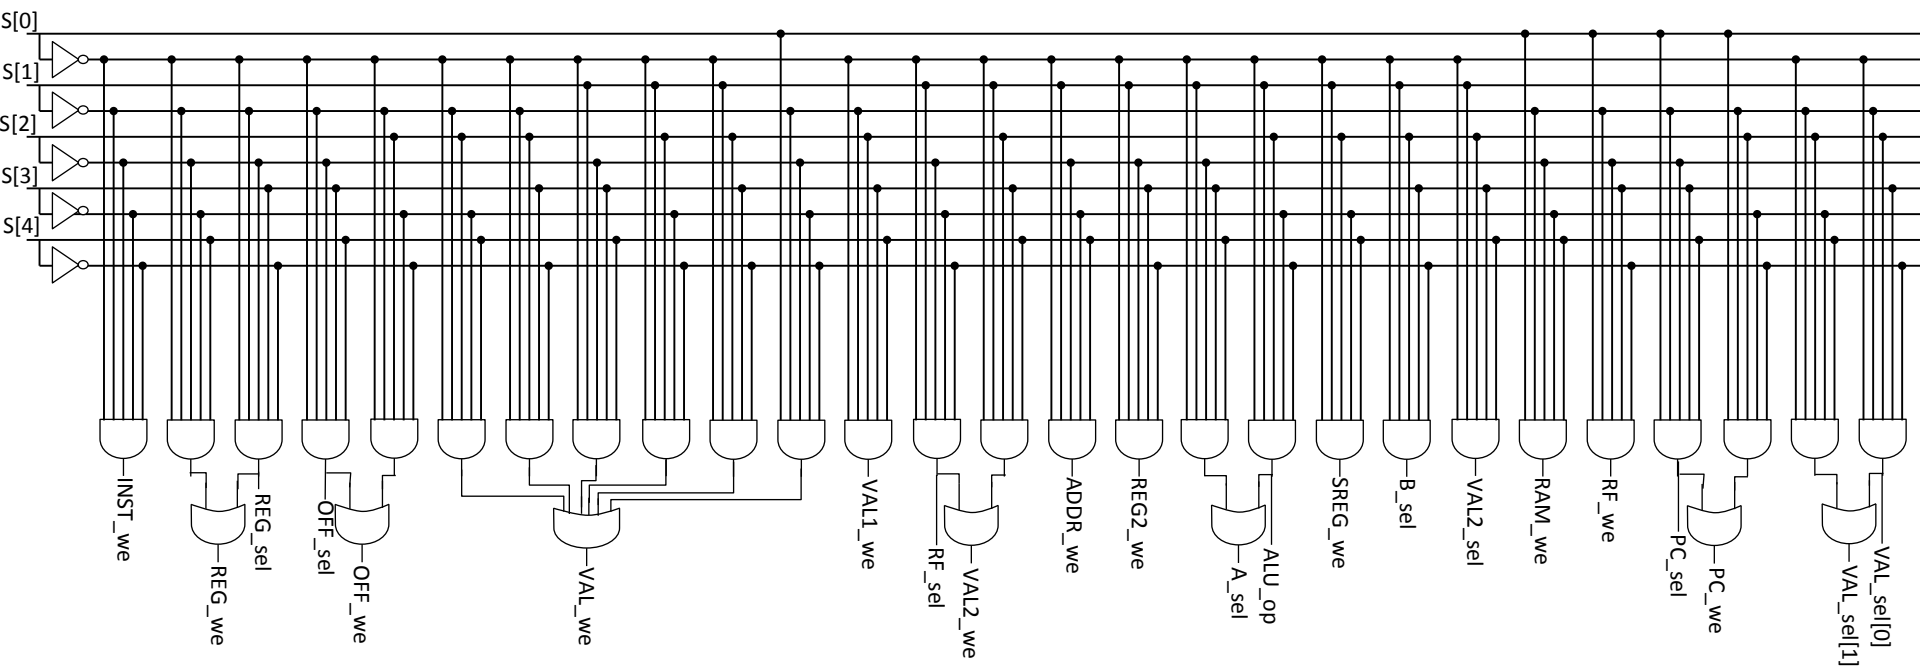 S[0]
S[1]
S[2]
S[3]
S[4]
INST_we
REG_we
REG_sel
OFF_sel
OFF_we
VAL_we
VAL1_we
RF_sel
VAL2_we
ADDR_we
REG2_we
A_sel
ALU_op
SREG_we
B_sel
VAL2_sel
RAM_we
RF_we
PC_sel
PC_we
VAL_sel[1]
VAL_sel[0]